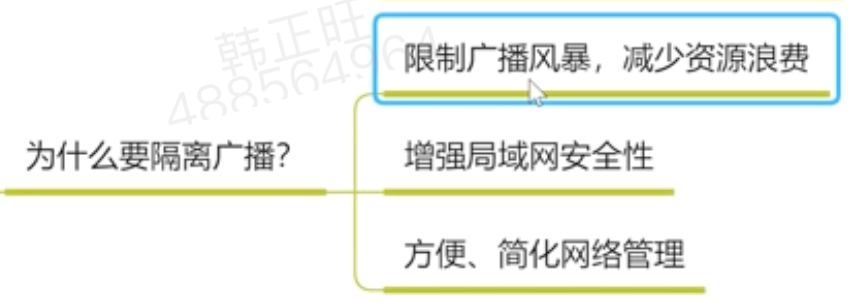 韩正旺
488564964
限制广播风暴，减少资源浪费
为什么要隔离广播？
增强局域网安全性
方便、简化网络管理